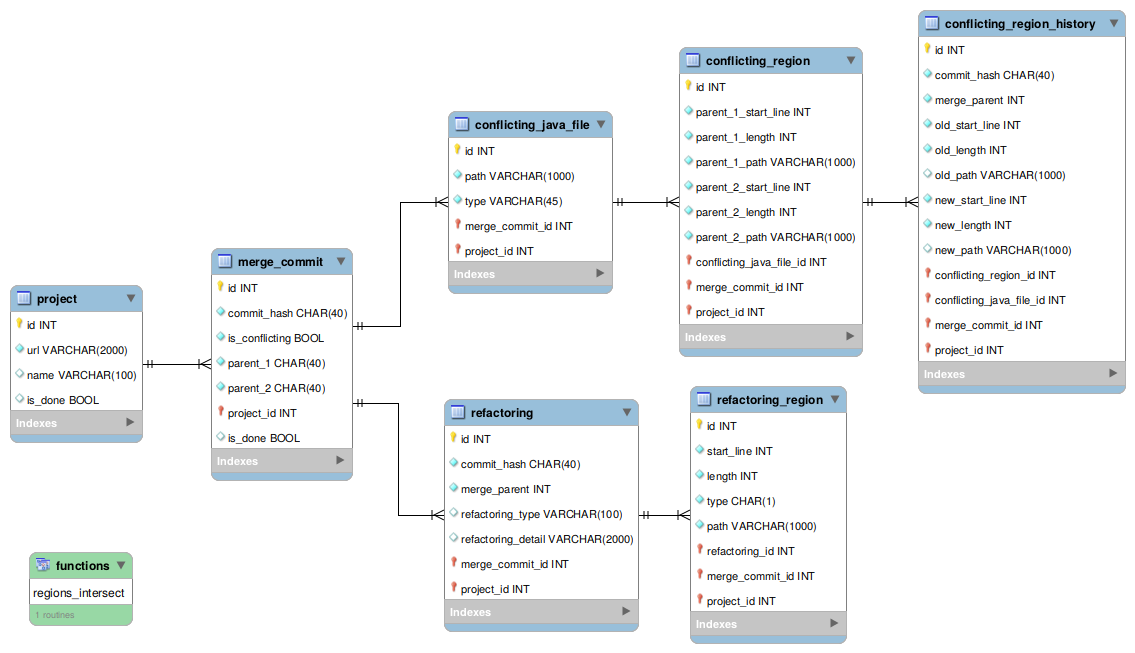 project
id INT
url VARCHAR(2000)
name VARCHAR(100)
is_done BOOL
Indexes
merge_commit
id INT
commit_hash CHAR(40)
is_conflicting BOOL
parent_1 CHAR(40)
parent_2 CHAR(40)
project_id INT
is_done BOOL
Indexes
conflicting_java_file
id INT
path VARCHAR(1000)
type VARCHAR(45)
merge_commit_id INT
project_id INT
Indexes
conflicting_region
id INT
parent_1_start_line INT
parent_1_length INT
parent_1_path VARCHAR(1000)
parent_2_start_line INT
parent_2_length INT
parent_2_path VARCHAR(1000)
conflicting_java_file_id INT
merge_commit_id INT
project_id INT
Indexes
conflicting_region_history
id INT
commit_hash CHAR(40)
merge_parent INT
old_start_line INT
old_length INT
old_path VARCHAR(1000)
new_start_line INT
new_length INT
new_path VARCHAR(1000)
conflicting_region_id INT
conflicting_java_file_id INT
merge_commit_id INT
project_id INT
Indexes
refactoring
id INT
commit_hash CHAR(40)
merge_parent INT
refactoring_type VARCHAR(100)
refactoring_detail VARCHAR(2000)
merge_commit_id INT
project_id INT
Indexes
refactoring_region
id INT
start_line INT
length INT
type CHAR(1)
path VARCHAR(1000)
refactoring_id INT
merge_commit_id INT
project_id INT
Indexes
functions
regions_intersect
1 routines